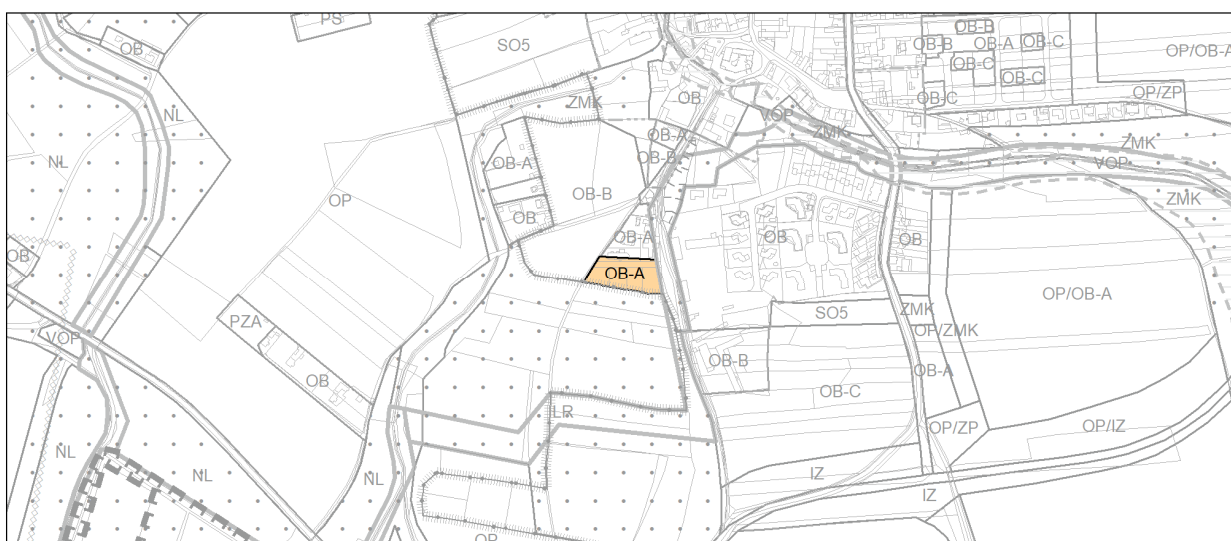 PS
OB
SO5
OB-B
OB-B
OB-A
OB-C
OB-C
OB-C
OP/OB-A
OP/ZP
NL
ZMK
OB
VOP
ZMK
ZMK
VOP
NL
OB-A
OB-A
OB-B
OP
OB-B
ZMK
OB
OB-A
OB
OB
OB
OB-A
OP/OB-A
PZA
VOP
SO5
ZMK
OP/ZMK
OB-B
OB-A
OB
OB-C
LR
OP/ZP
OP/IZ
NL
NL
NL
IZ
IZ
OP